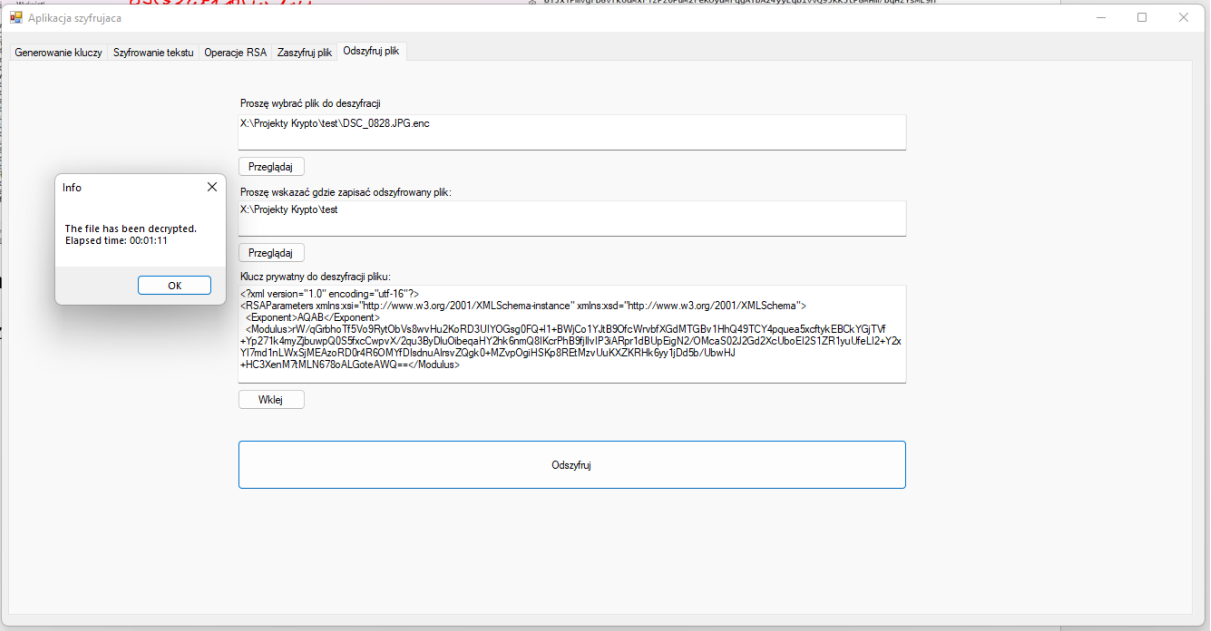 Aplikacja szyfrujaca
Generowanie kluczy Szyfrowanie tekstu Operacje RSA Zaszyfruj plik Odszyfruj plik
Proszę wybrać plik do deszyfracji
X:\Projekty Krypto\test\DSC_0828.JPG.enc
Przeglądaj
Proszę wskazać gdzie zapisać odszyfrowany plik:
X:\Projekty Krypto\test
Przeglądaj
Info
The file has been decrypted.
Elapsed time: 00:01:11
OK
Klucz prywatny do deszyfracji pliku:
<?xml version="1.0" encoding="utf-16"?>
<RSAParameters xmlns:xsi="http://www.w3.org/2001/XMLSchema-instance" xmlns:xsd="http://www.w3.org/2001/XMLSchema">
<Exponent>AQAB</Exponent>
<Modulus>
</Modulus>
Wklej
Odszyfruj